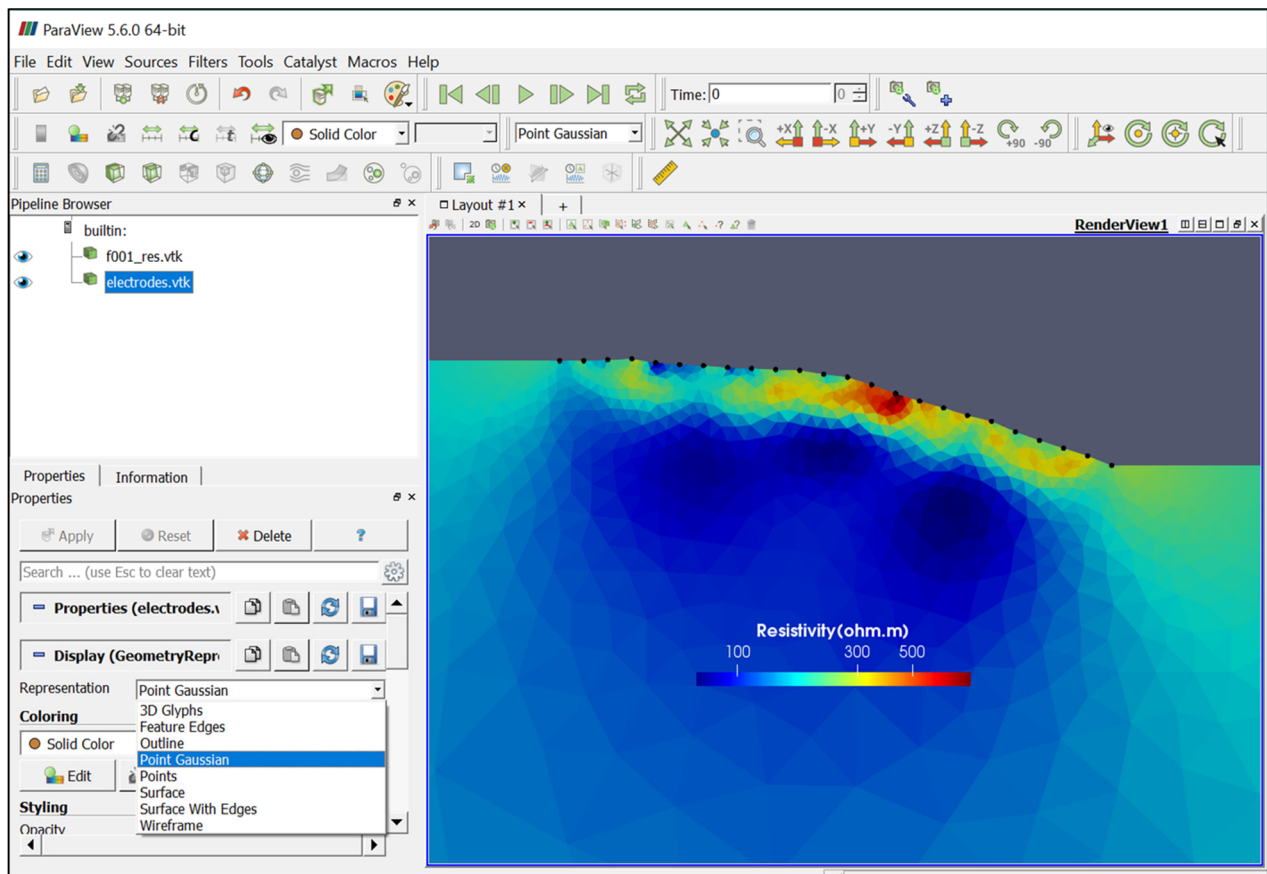 ParaView 5.6.0 64-bit
File Edit View Sources Filters Tools Catalyst Macros Help
Time: 0 0
Solid Color Point Gaussian +X -X +Y -Y +Z -Z +90 -90
Pipeline Browser
builtin:
f001_res.vtk
electrodes.vtk
Layout #1 × +
2D RenderView1
Resistivity(ohm.m)
100 300 500
Properties Information
Properties
Apply Reset Delete ?
Search ... (use Esc to clear text)
Properties (electrodes.v
Display (GeometryRepr
Representation Point Gaussian
3D Glyphs
Feature Edges
Outline
Point Gaussian
Points
Surface
Surface With Edges
Wireframe
Coloring
Solid Color
Edit
Styling
Opacity